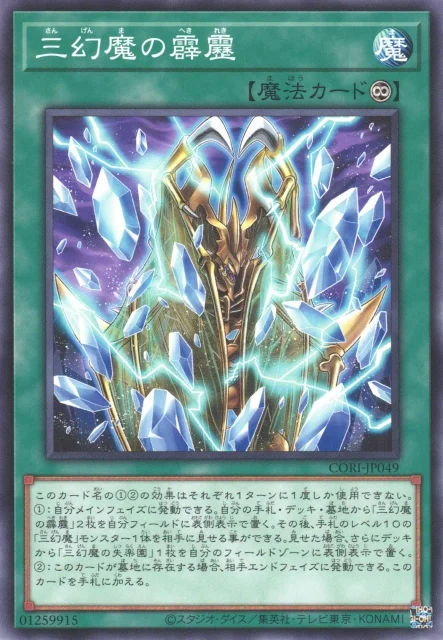 三幻魔の霹靂
魔
【魔法カード】
CORI-JP049
このカード名の①②の効果はそれぞれ1ターンに1度しか使用できない。
①:自分メインフェイズに発動できる。自分の手札・デッキ・墓地から「三幻魔
の霹靂」2枚を自分フィールドに表側表示で置く。その後、手札のレベル10の
「三幻魔」モンスター1体を相手に見せる事ができる。見せた場合、さらにデッキ
から「三幻魔の失楽園」1枚を自分のフィールドゾーンに表側表示で置く。
②:このカードが墓地に存在する場合、相手エンドフェイズに発動できる。この
カードを手札に加える。
01259915
©スタジオ・ダイス/集英社・テレビ東京・KONAMI